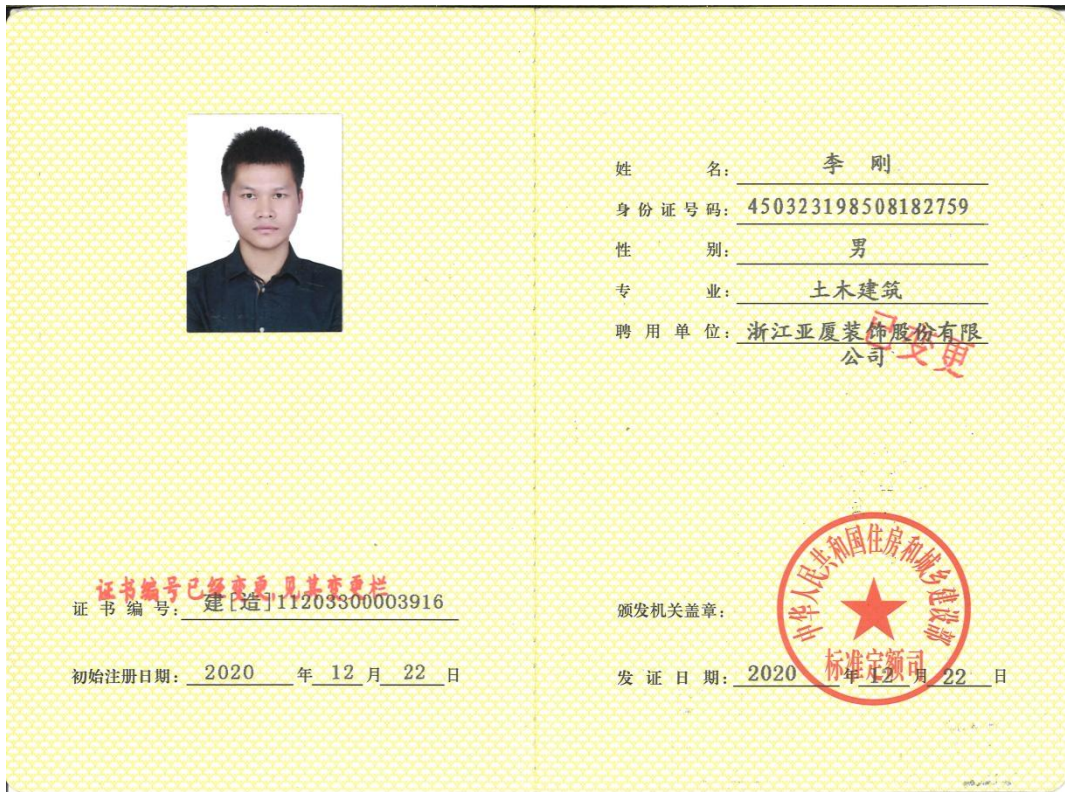 证书编号已经变更,见其变更栏
证 书 编 号: 建[造]11203300003916
初始注册日期: 2020 年 12 月 22 日
姓 名: 李 刚
身 份 证 号 码: 450323198508182759
性 别: 男
专 业: 土木建筑
聘 用 单 位: 浙江亚厦装饰股份有限
公司
已变更
颁发机关盖章:
中华人民共和国住房和城乡建设部
标准定额司
发 证 日 期: 2020 年 12 月 22 日